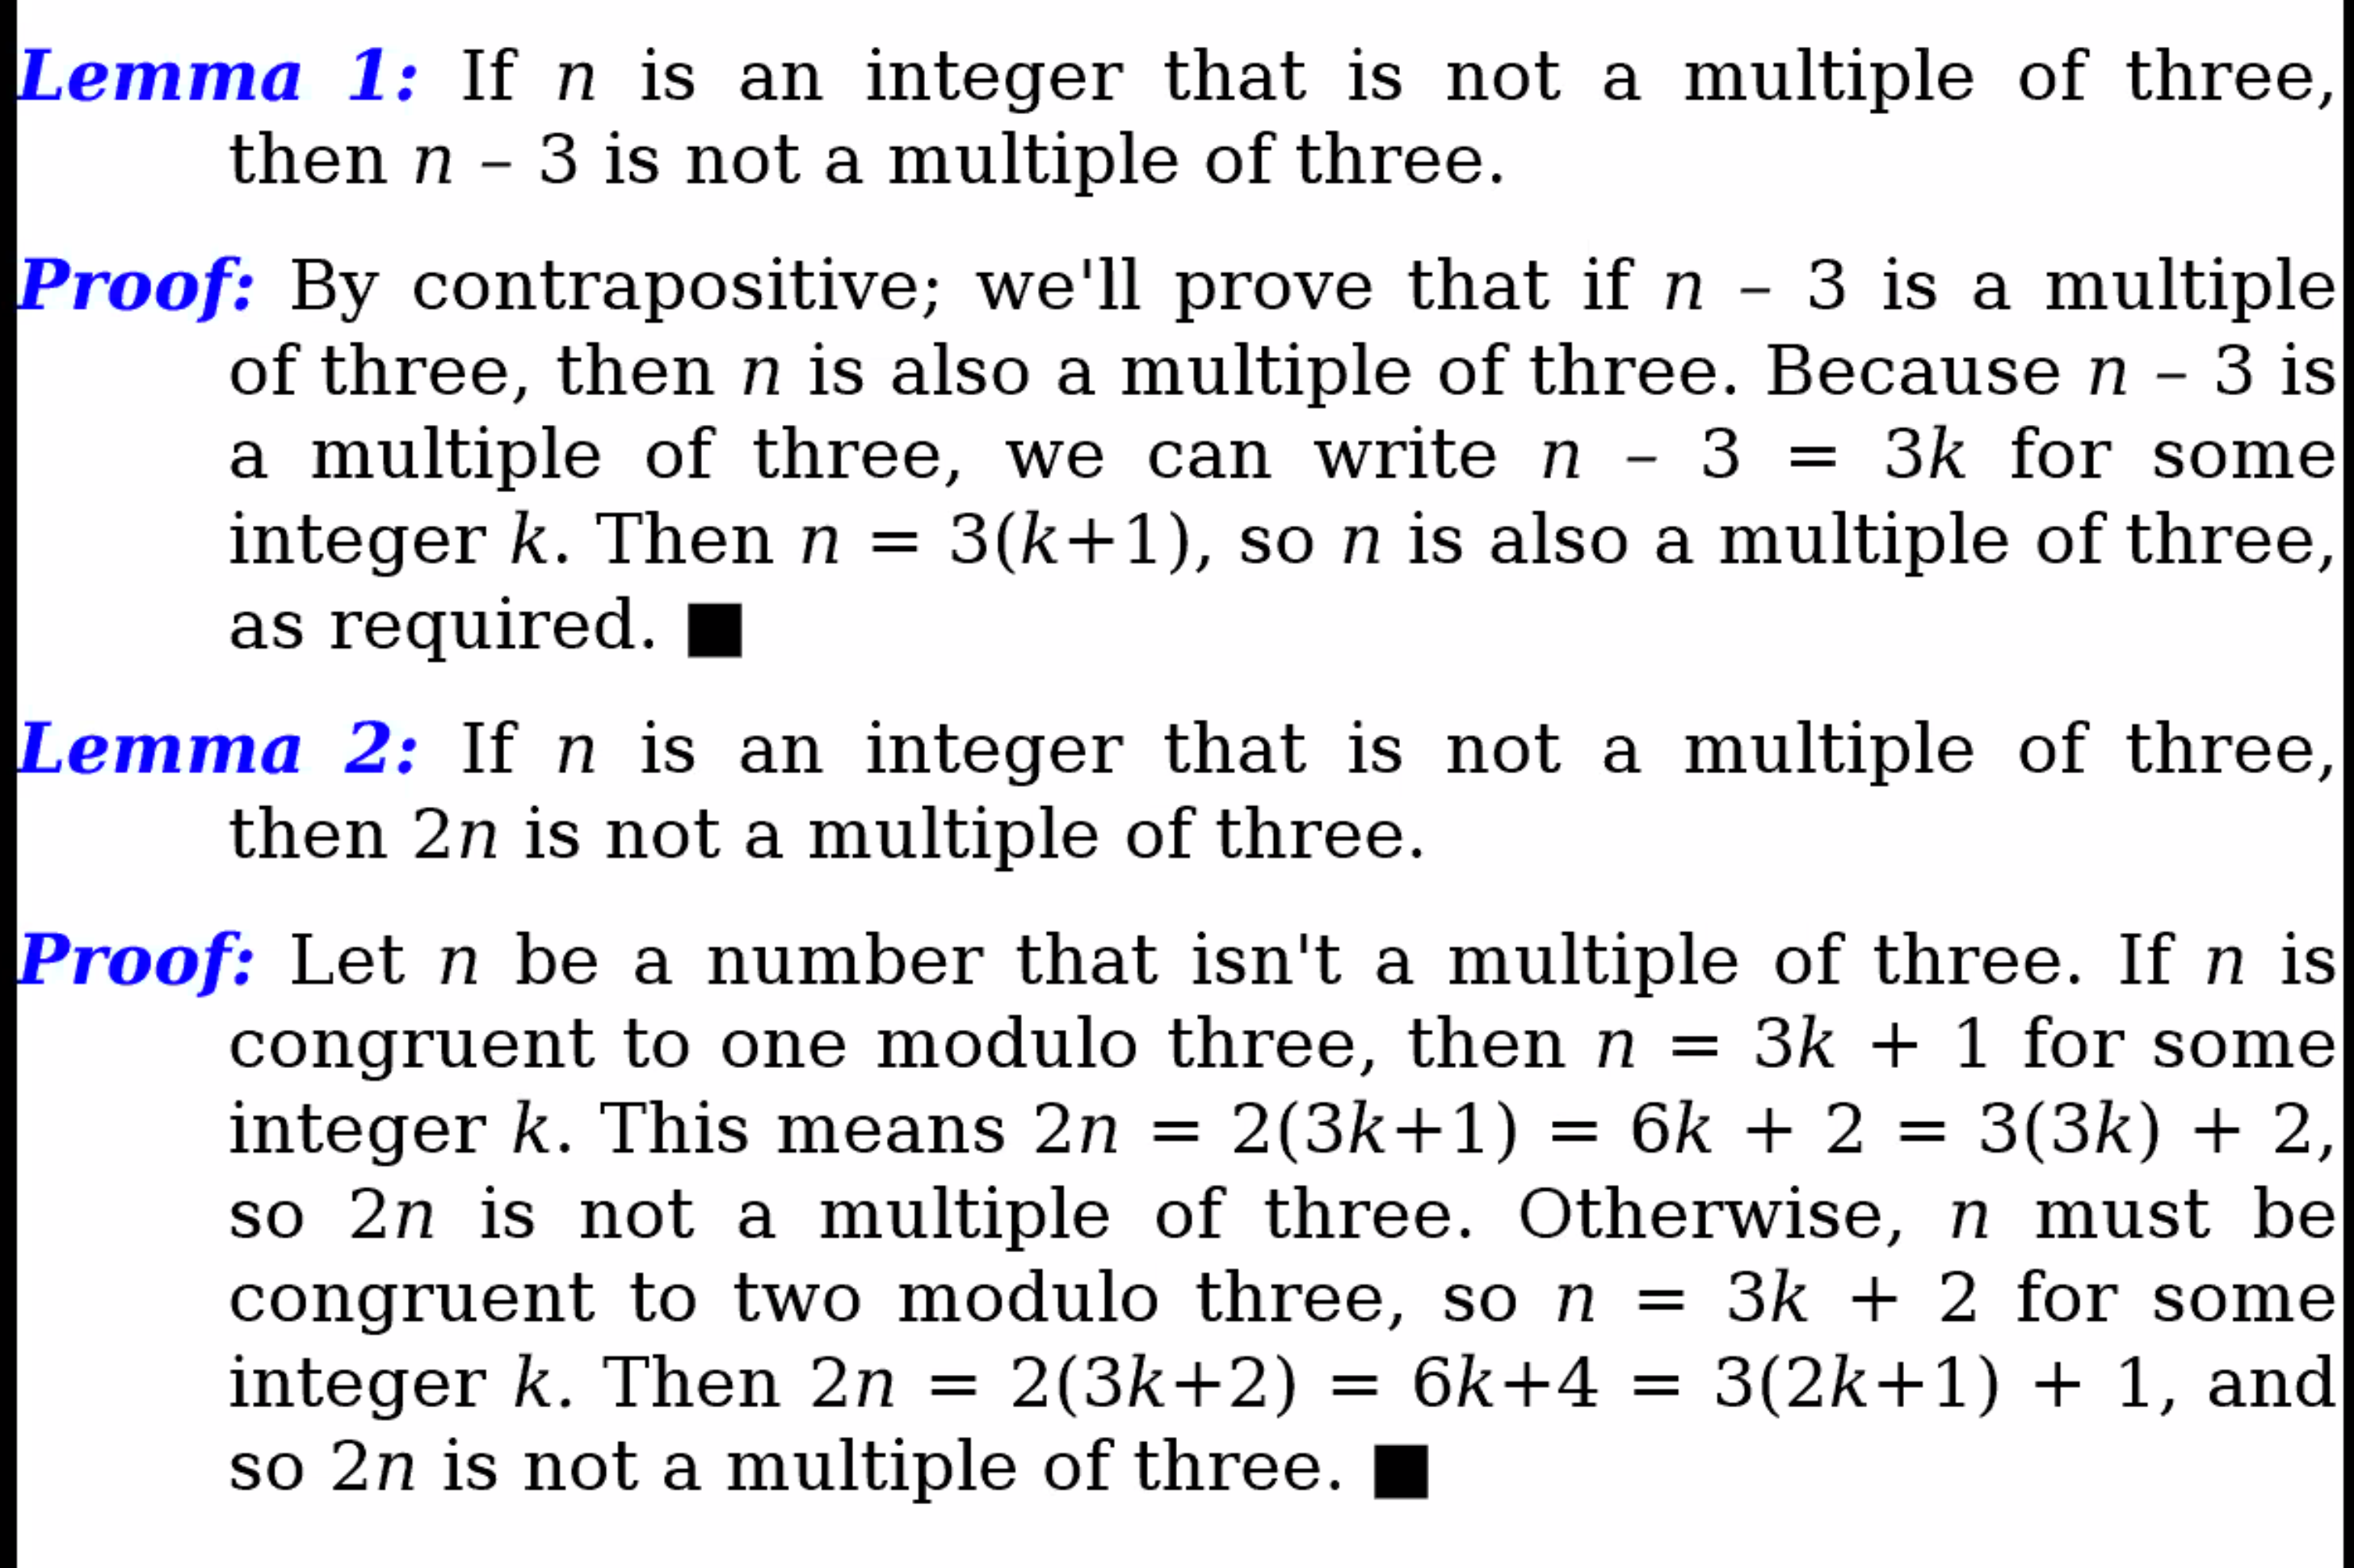 Lemma 1: If n is an integer that is not a multiple of three,
then n – 3 is not a multiple of three.
Proof: By contrapositive; we'll prove that if n – 3 is a multiple
of three, then n is also a multiple of three. Because n – 3 is
a multiple of three, we can write n – 3 = 3k for some
integer k. Then n = 3(k+1), so n is also a multiple of three,
as required. ■
Lemma 2: If n is an integer that is not a multiple of three,
then 2n is not a multiple of three.
Proof: Let n be a number that isn't a multiple of three. If n is
congruent to one modulo three, then n = 3k + 1 for some
integer k. This means 2n = 2(3k+1) = 6k + 2 = 3(3k) + 2,
so 2n is not a multiple of three. Otherwise, n must be
congruent to two modulo three, so n = 3k + 2 for some
integer k. Then 2n = 2(3k+2) = 6k+4 = 3(2k+1) + 1, and
so 2n is not a multiple of three. ■